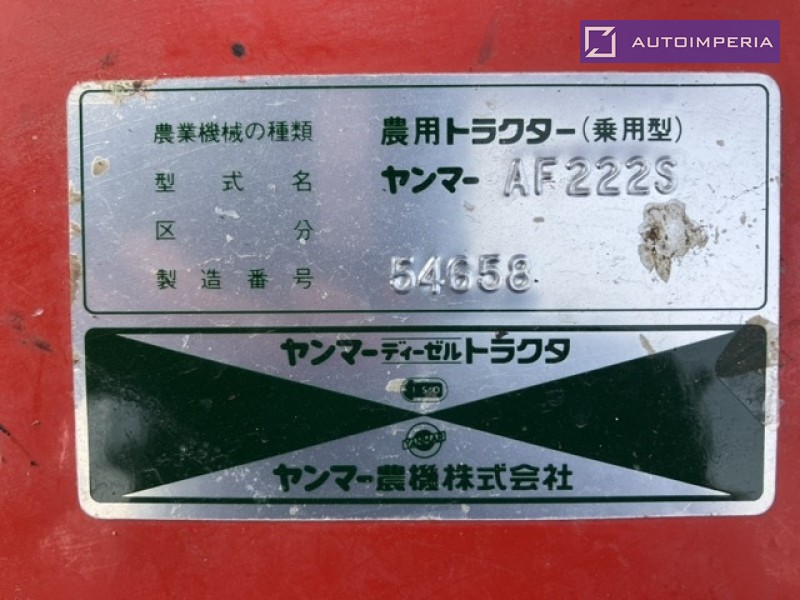 AUTOIMPERIA
農業機械の種類 農用トラクター(乗用型)
型式名 ヤンマー AF222S
区分
製造番号 54658
ヤンマーディーゼルトラクタ
YANMAR
ヤンマー農機株式会社